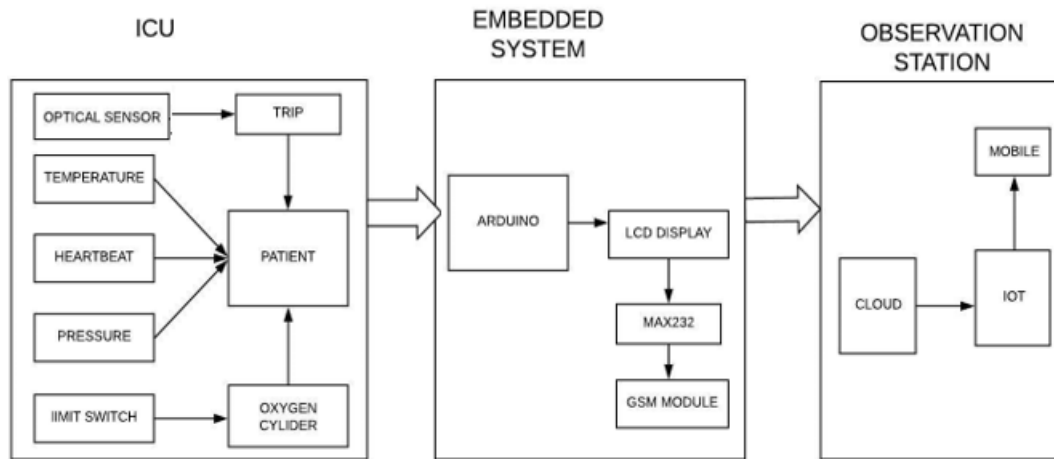 ICU
OPTICAL SENSOR
TRIP
TEMPERATURE
HEARTBEAT
PATIENT
PRESSURE
IIMIT SWITCH
OXYGEN
CYLIDER
EMBEDDED
SYSTEM
ARDUINO
LCD DISPLAY
MAX232
GSM MODULE
OBSERVATION
STATION
MOBILE
CLOUD
IOT